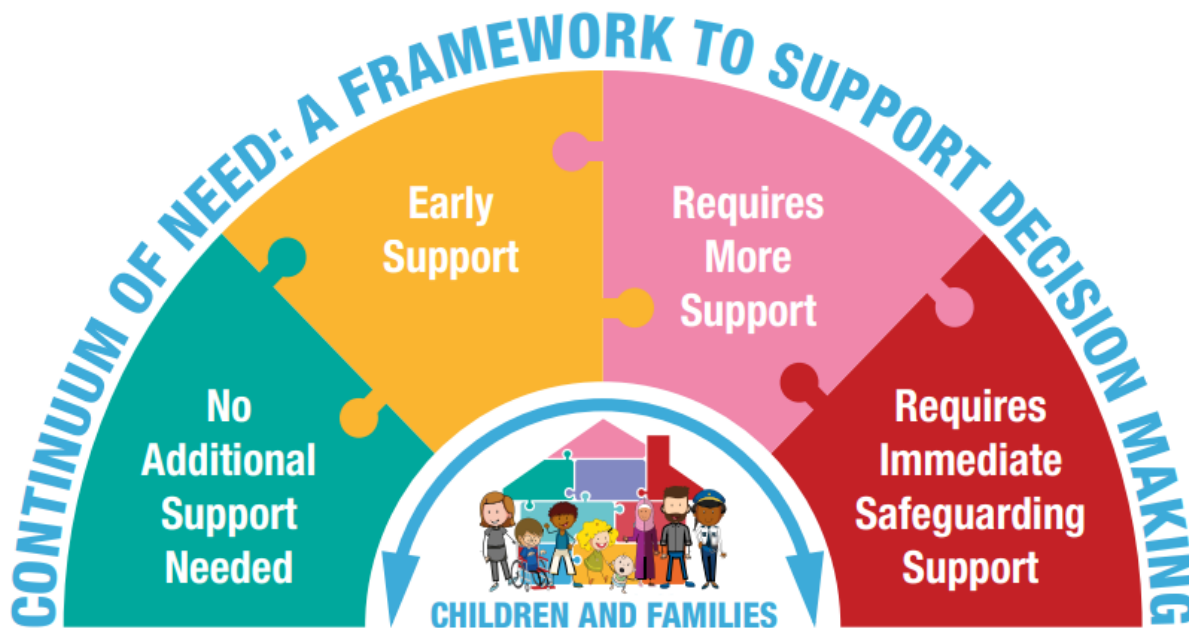 CONTINUUM OF NEED: A FRAMEWORK TO SUPPORT DECISION MAKING
No
Additional
Support
Needed
Early
Support
Requires
More
Support
Requires
Immediate
Safeguarding
Support
CHILDREN AND FAMILIES